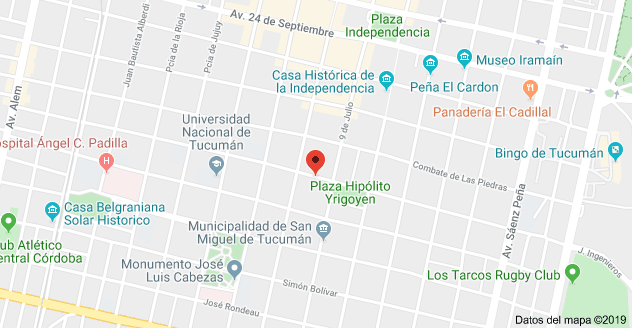 Av. Alem
Juan Bautista Alberdi
Pcia de la Rioja
Pcia de Jujuy
Av. 24 de Septiembre
Plaza
Independencia
Museo Iramaín
Casa Histórica de
la Independencia
Peña El Cardon
Panadería El Cadillal
Universidad
Nacional de
Tucumán
9 de Julio
ospital Ángel C. Padilla
Bingo de Tucumán
Combate de Las Piedras
Plaza Hipólito
Yrigoyen
Av. Sáenz Peña
Casa Belgraniana
Solar Historico
Municipalidad de San
Miguel de Tucumán
ub Atlético
entral Córdoba
J. Ingenieros
Monumento José
Luis Cabezas
Los Tarcos Rugby Club
Simón Bolívar
José Rondeau
Datos del mapa ©2019